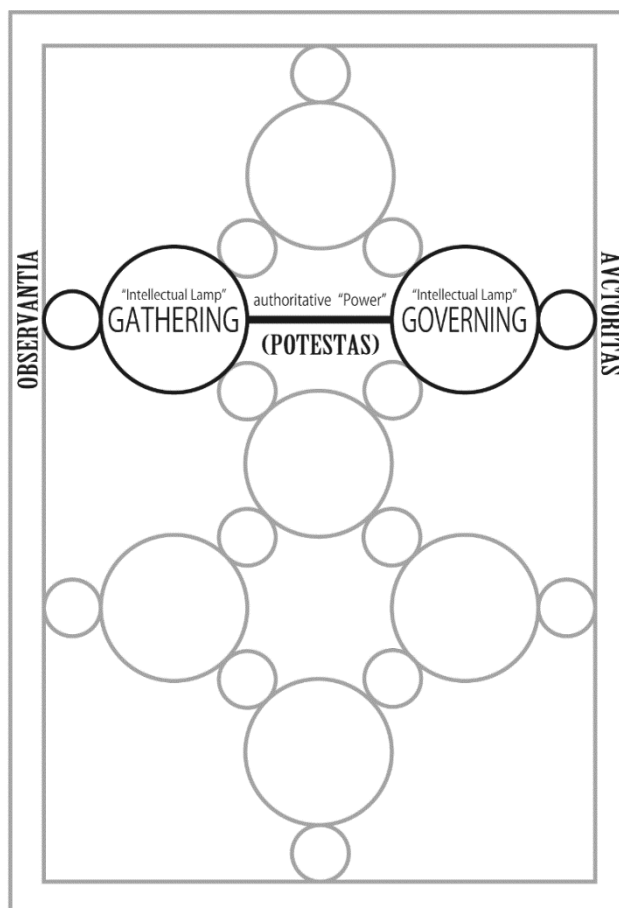 OBSERVANTIA
"Intellectual Lamp"
GATHERING
authoritative "Power"
(POTESTAS)
"Intellectual Lamp"
GOVERNING
AVCTORITAS